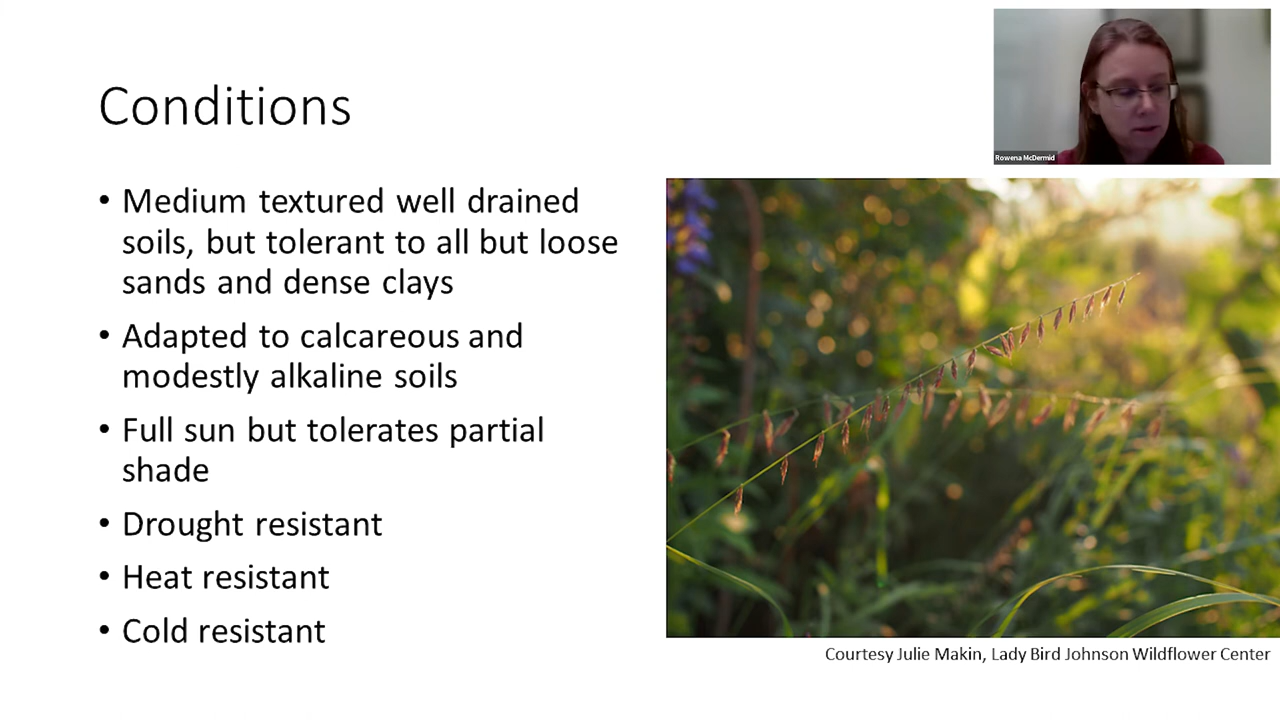 Conditions
• Medium textured well drained
soils, but tolerant to all but loose
sands and dense clays
• Adapted to calcareous and
modestly alkaline soils
• Full sun but tolerates partial
shade
• Drought resistant
• Heat resistant
• Cold resistant
Rowena McDermid
Courtesy Julie Makin, Lady Bird Johnson Wildflower Center